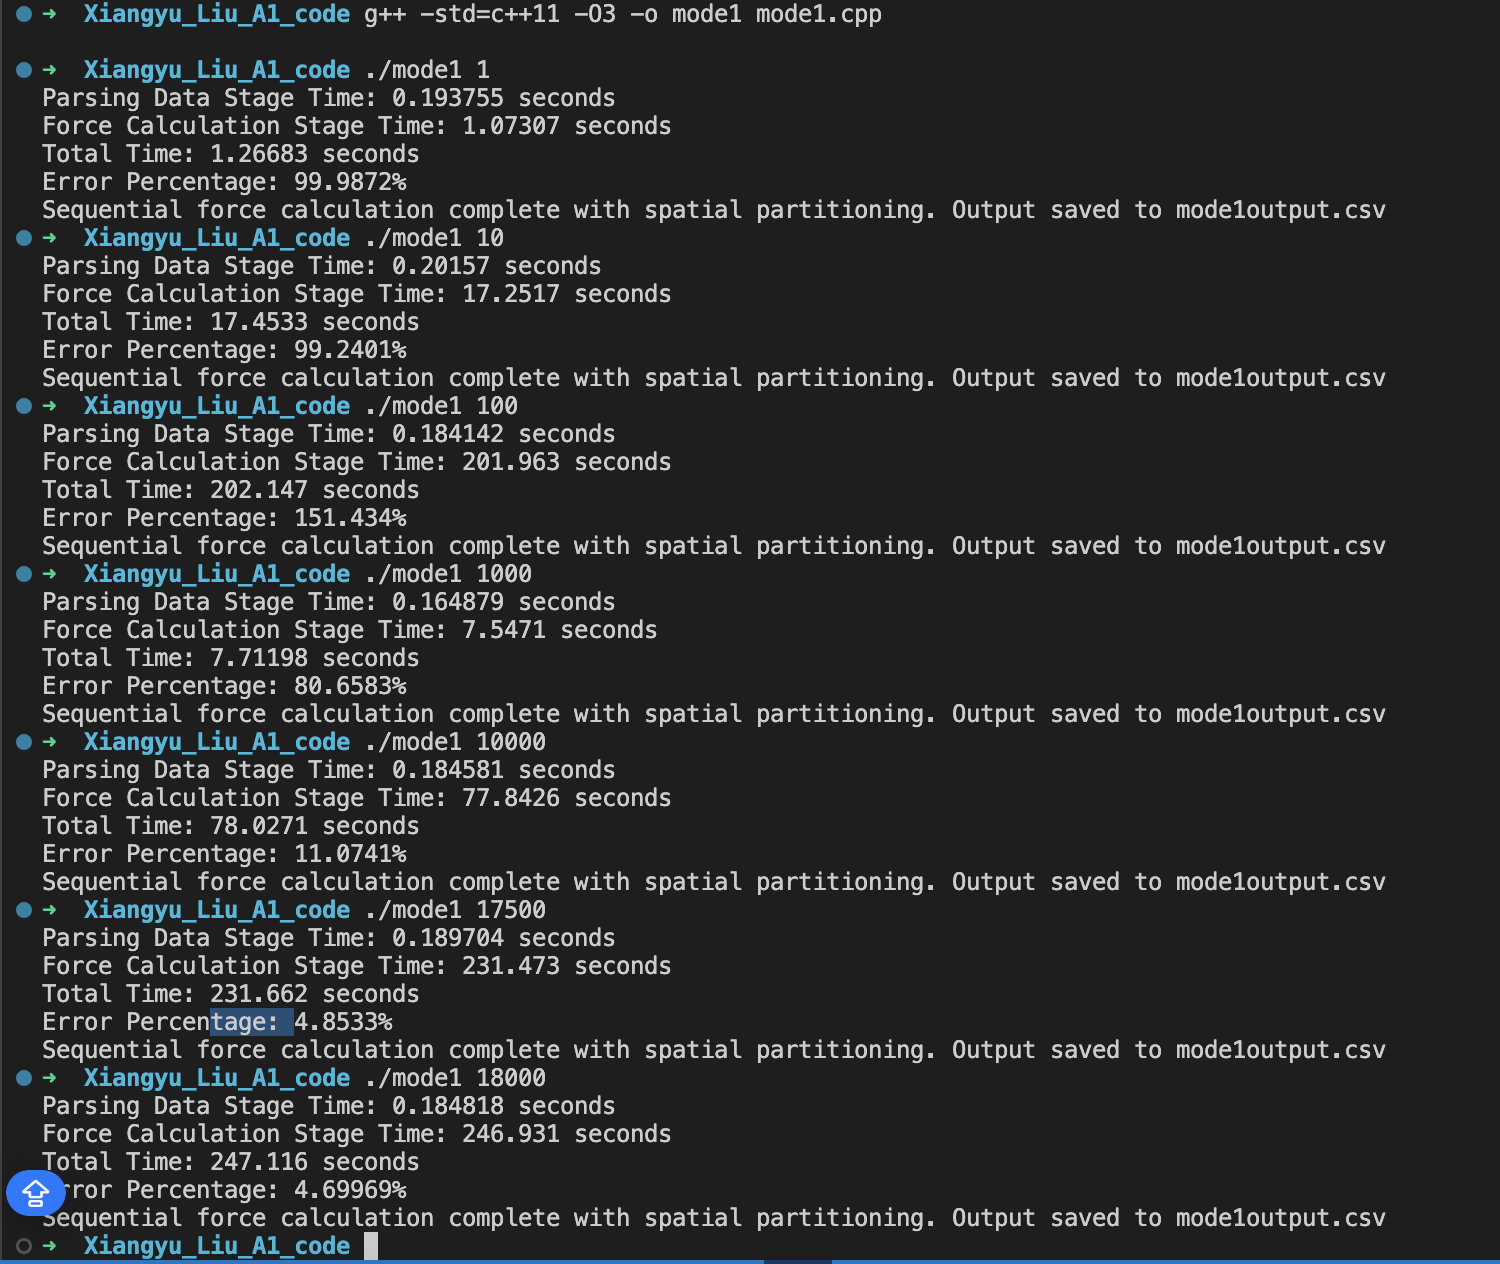 ➜ Xiangyu_Liu_A1_code g++ -std=c++11 -O3 -o mode1 mode1.cpp
➜ Xiangyu_Liu_A1_code ./mode1 1
Parsing Data Stage Time: 0.193755 seconds
Force Calculation Stage Time: 1.07307 seconds
Total Time: 1.26683 seconds
Error Percentage: 99.9872%
Sequential force calculation complete with spatial partitioning. Output saved to mode1output.csv
➜ Xiangyu_Liu_A1_code ./mode1 10
Parsing Data Stage Time: 0.20157 seconds
Force Calculation Stage Time: 17.2517 seconds
Total Time: 17.4533 seconds
Error Percentage: 99.2401%
Sequential force calculation complete with spatial partitioning. Output saved to mode1output.csv
➜ Xiangyu_Liu_A1_code ./mode1 100
Parsing Data Stage Time: 0.184142 seconds
Force Calculation Stage Time: 201.963 seconds
Total Time: 202.147 seconds
Error Percentage: 151.434%
Sequential force calculation complete with spatial partitioning. Output saved to mode1output.csv
➜ Xiangyu_Liu_A1_code ./mode1 1000
Parsing Data Stage Time: 0.164879 seconds
Force Calculation Stage Time: 7.5471 seconds
Total Time: 7.71198 seconds
Error Percentage: 80.6583%
Sequential force calculation complete with spatial partitioning. Output saved to mode1output.csv
➜ Xiangyu_Liu_A1_code ./mode1 10000
Parsing Data Stage Time: 0.184581 seconds
Force Calculation Stage Time: 77.8426 seconds
Total Time: 78.0271 seconds
Error Percentage: 11.0741%
Sequential force calculation complete with spatial partitioning. Output saved to mode1output.csv
➜ Xiangyu_Liu_A1_code ./mode1 17500
Parsing Data Stage Time: 0.189704 seconds
Force Calculation Stage Time: 231.473 seconds
Total Time: 231.662 seconds
Error Percentage: 4.8533%
Sequential force calculation complete with spatial partitioning. Output saved to mode1output.csv
➜ Xiangyu_Liu_A1_code ./mode1 18000
Parsing Data Stage Time: 0.184818 seconds
Force Calculation Stage Time: 246.931 seconds
Total Time: 247.116 seconds
Error Percentage: 4.69969%
Sequential force calculation complete with spatial partitioning. Output saved to mode1output.csv
➜ Xiangyu_Liu_A1_code